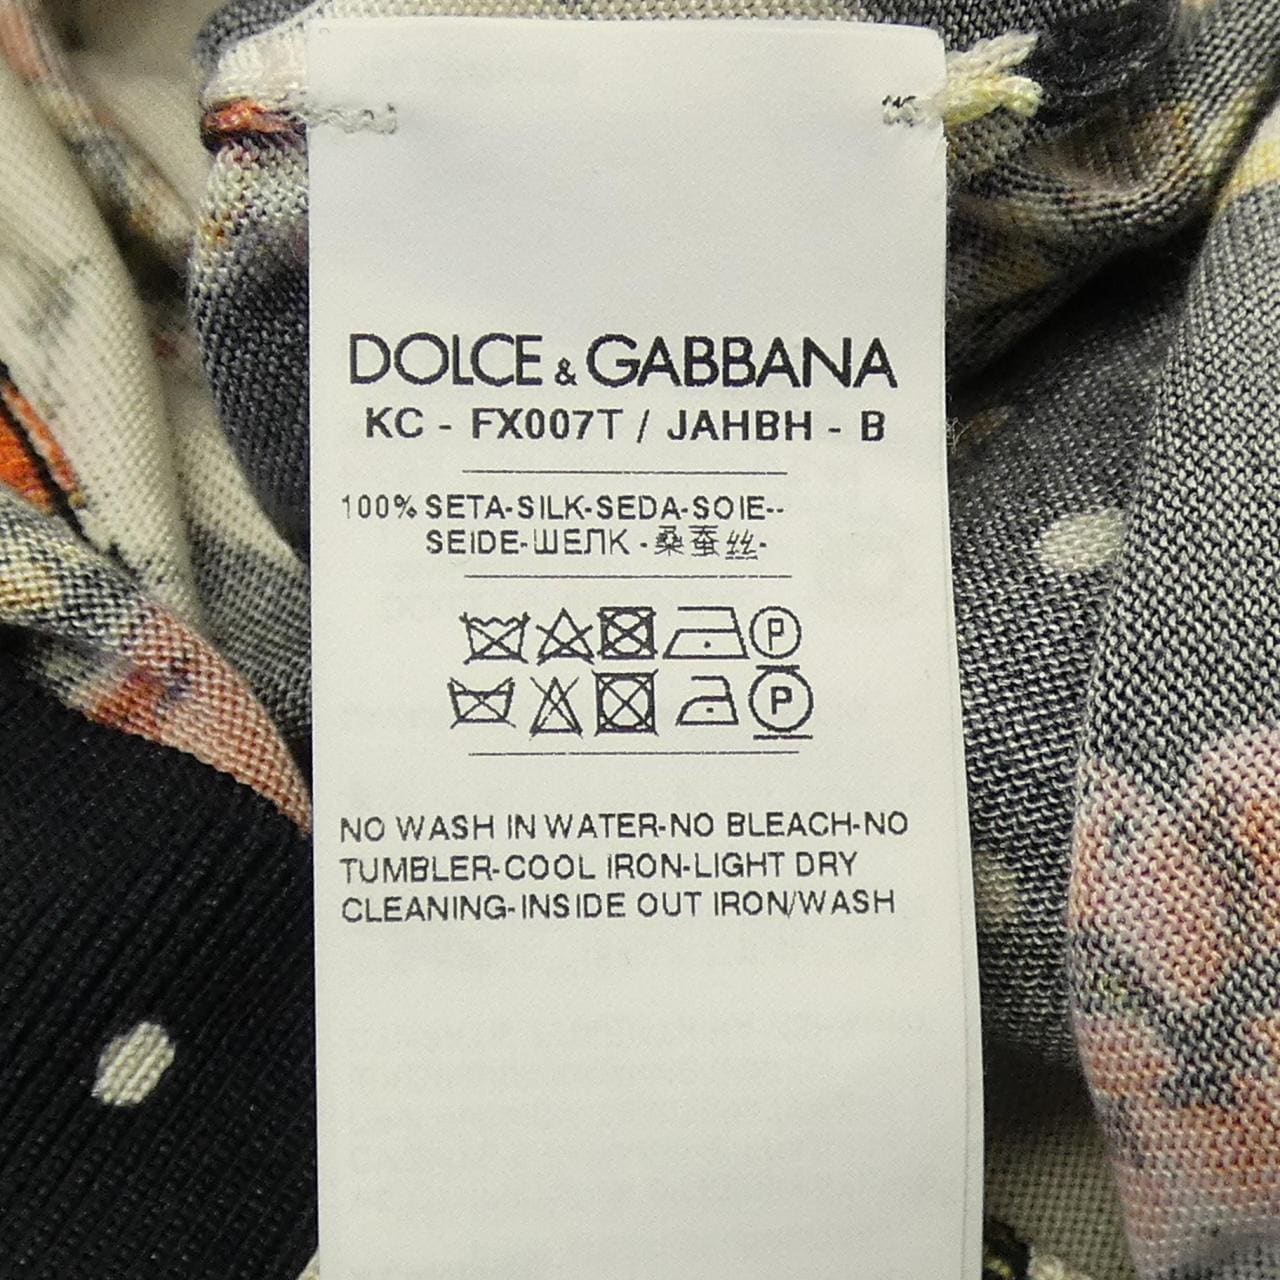 DOLCE & GABBANA
KC - FX007T / JAHBH - B
100% SETA-SILK-SEDA-SOIE--
SEIDE-ШЕЛК -桑蚕丝-
P
P
NO WASH IN WATER-NO BLEACH-NO
TUMBLER-COOL IRON-LIGHT DRY
CLEANING-INSIDE OUT IRON/WASH